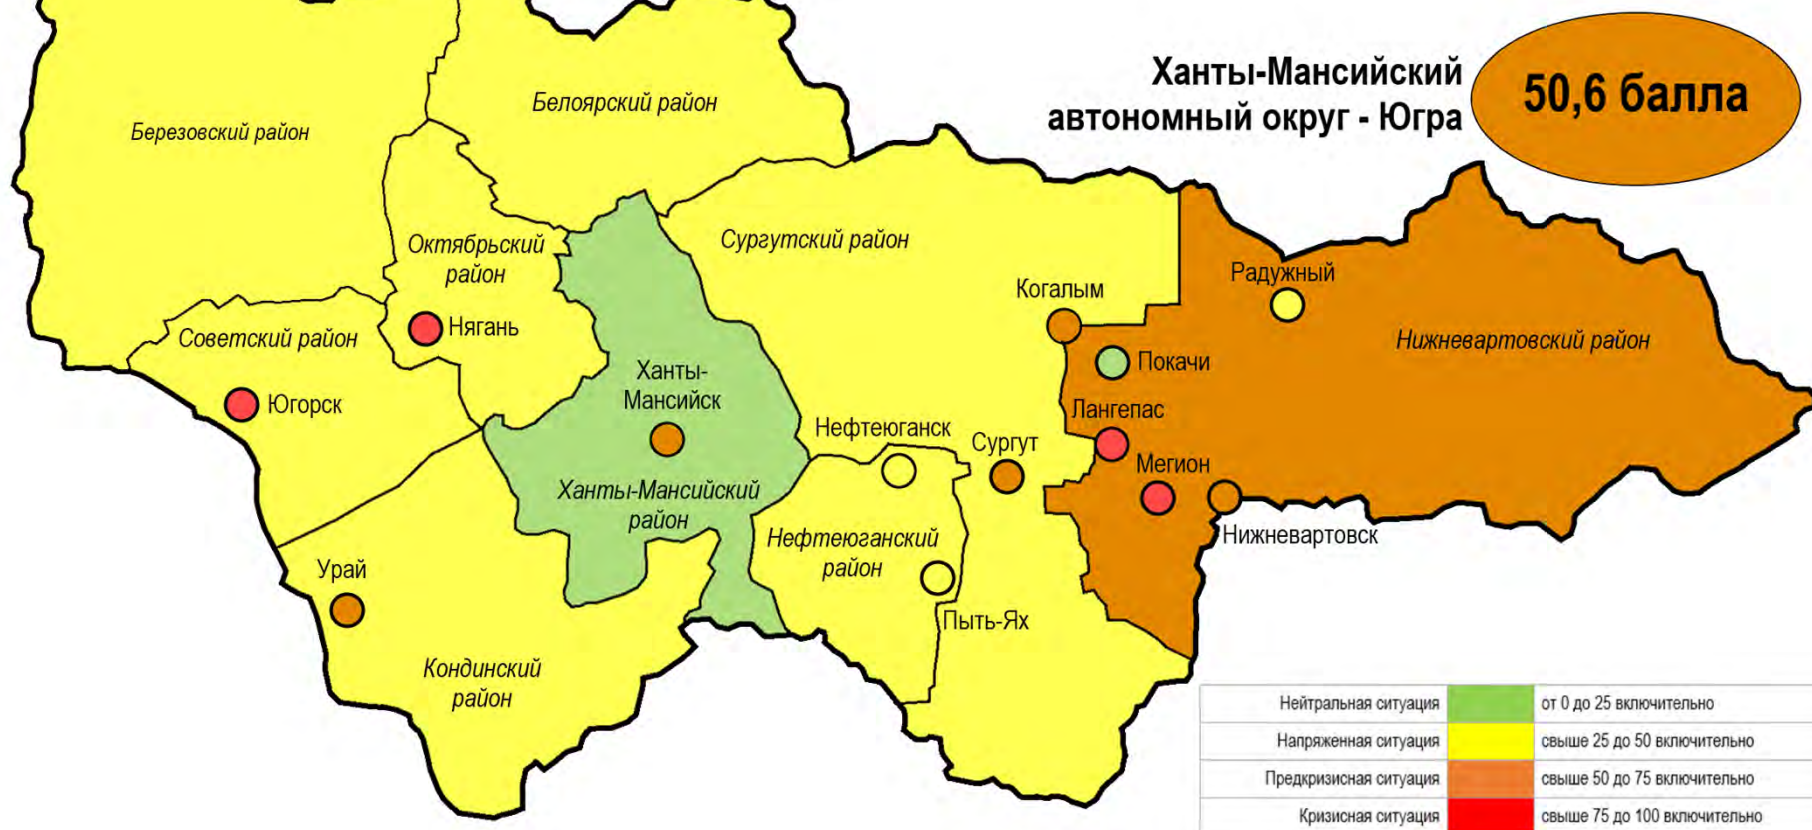 Ханты-Мансийский
автономный округ - Югра
50,6 балла
Белоярский район
Березовский район
Октябрьский
район
Сургутский район
Радужный
Когалым
Нягань
Советский район
Нижневартовский район
Покачи
Ханты-
Мансийск
Югорск
Лангепас
Нефтеюганск
Сургут
Мегион
Ханты-Мансийский
район
Нижневартовск
Нефтеюганский
район
Урай
Пыть-Ях
Кондинский
район
Нейтральная ситуация от 0 до 25 включительно
Напряженная ситуация свыше 25 до 50 включительно
Предкризисная ситуация свыше 50 до 75 включительно
Кризисная ситуация свыше 75 до 100 включительно